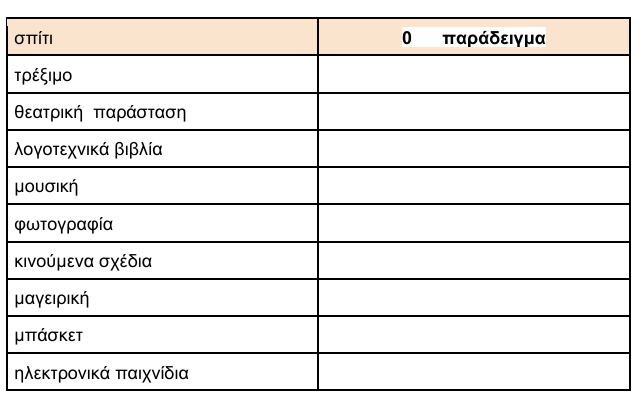 σπίτι 0 παράδειγμα
τρέξιμο
θεατρική παράσταση
λογοτεχνικά βιβλία
μουσική
φωτογραφία
κινούμενα σχέδια
μαγειρική
μπάσκετ
ηλεκτρονικά παιχνίδια